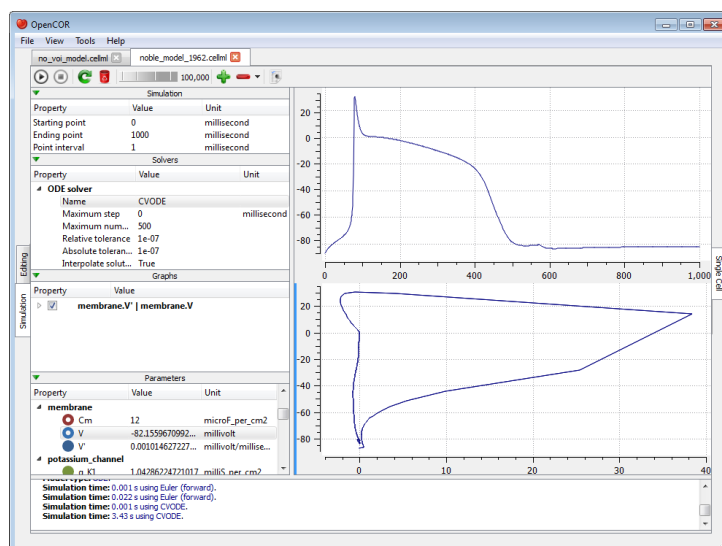 OpenCOR
File View Tools Help
no_voi_model.cellml noble_model_1962.cellml
100,000
Simulation
Property Value Unit
Starting point 0 millisecond
Ending point 1000 millisecond
Point interval 1 millisecond
Solvers
Property Value Unit
ODE solver
Name CVODE
Maximum step 0 millisecond
Maximum num... 500
Relative tolerance 1e-07
Absolute toleran... 1e-07
Interpolate solut... True
Graphs
Property Value
membrane.V' | membrane.V
Parameters
Property Value Unit
membrane
Cm 12 microF_per_cm2
V -82.1559670992... millivolt
V' 0.001014627227... millivolt/millise...
potassium_channel
g_K1 1.04286224721017 milliS_per_cm2
Editing
Simulation
20
0
-20
-40
-60
-80
0 200 400 600 800 1,000
20
0
-20
-40
-60
-80
0 10 20 30 40
Single Cell
Simulation time: 0.001 s using Euler (forward).
Simulation time: 0.022 s using Euler (forward).
Simulation time: 0.001 s using CVODE.
Simulation time: 3.43 s using CVODE.